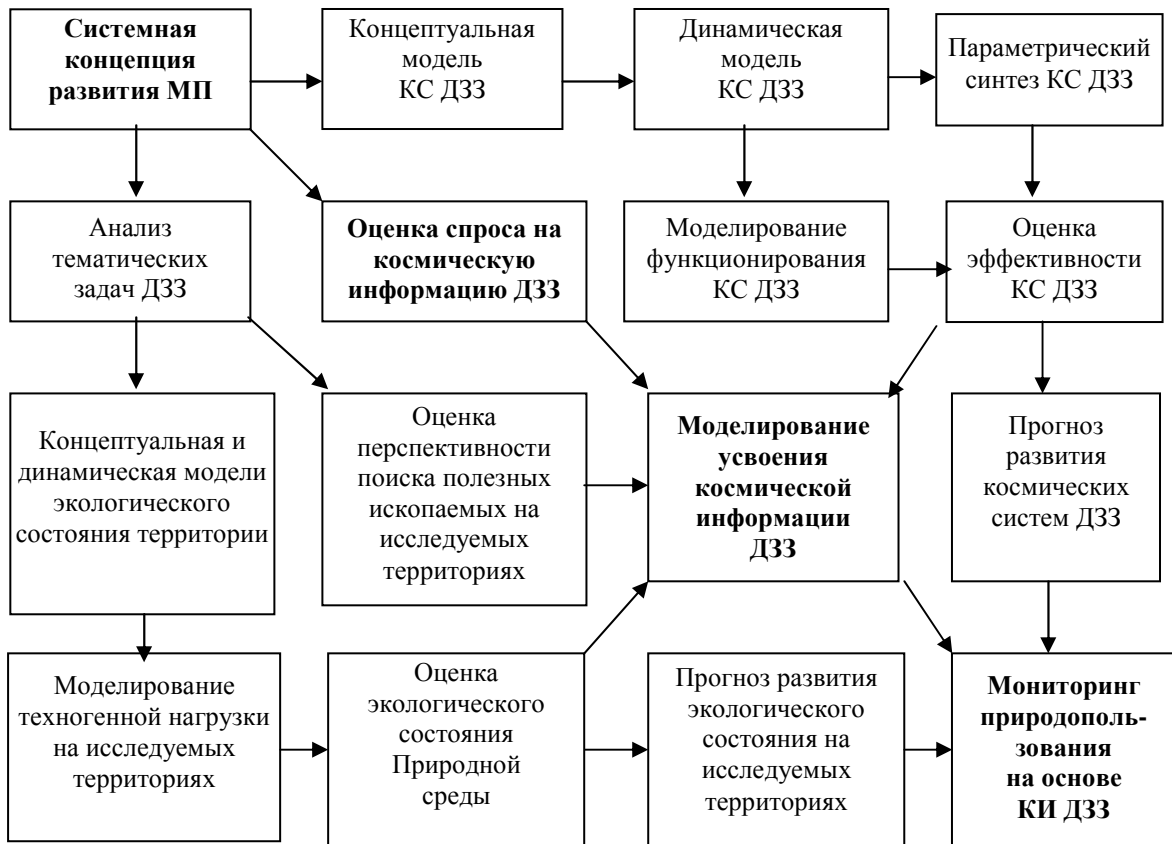 Системная
концепция
развития МП
Концептуальная
модель
КС ДЗЗ
Динамическая
модель
КС ДЗЗ
Параметрический
синтез КС ДЗЗ
Анализ
тематических
задач ДЗЗ
Оценка спроса на
космическую
информацию ДЗЗ
Моделирование
функционирования
КС ДЗЗ
Оценка
эффективности
КС ДЗЗ
Концептуальная и
динамическая модели
экологического
состояния территории
Оценка
перспективности
поиска полезных
ископаемых на
исследуемых
территориях
Моделирование
усвоения
космической
информации
ДЗЗ
Прогноз
развития
космических
систем ДЗЗ
Моделирование
техногенной нагрузки
на исследуемых
территориях
Оценка
экологического
состояния
Природной
среды
Прогноз развития
экологического
состояния на
исследуемых
территориях
Мониторинг
природополь-
зования
на основе
КИ ДЗЗ